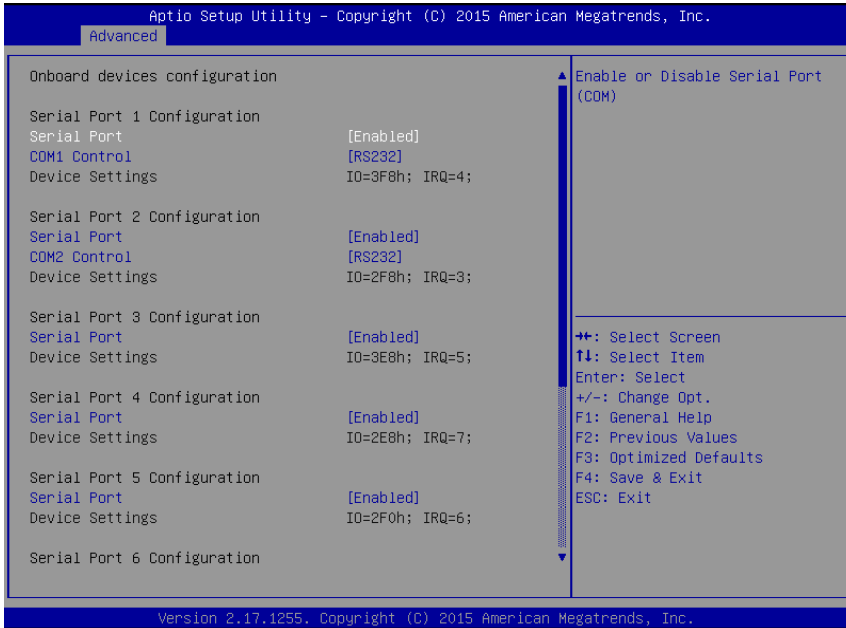 Aptio Setup Utility – Copyright (C) 2015 American Megatrends, Inc.
Advanced
Onboard devices configuration
Serial Port 1 Configuration
Serial Port [Enabled]
COM1 Control [RS232]
Device Settings IO=3F8h; IRQ=4;
Serial Port 2 Configuration
Serial Port [Enabled]
COM2 Control [RS232]
Device Settings IO=2F8h; IRQ=3;
Serial Port 3 Configuration
Serial Port [Enabled]
Device Settings IO=3E8h; IRQ=5;
Serial Port 4 Configuration
Serial Port [Enabled]
Device Settings IO=2E8h; IRQ=7;
Serial Port 5 Configuration
Serial Port [Enabled]
Device Settings IO=2F0h; IRQ=6;
Serial Port 6 Configuration
Enable or Disable Serial Port
(COM)
→←: Select Screen
↑↓: Select Item
Enter: Select
+/-: Change Opt.
F1: General Help
F2: Previous Values
F3: Optimized Defaults
F4: Save & Exit
ESC: Exit
Version 2.17.1255. Copyright (C) 2015 American Megatrends, Inc.